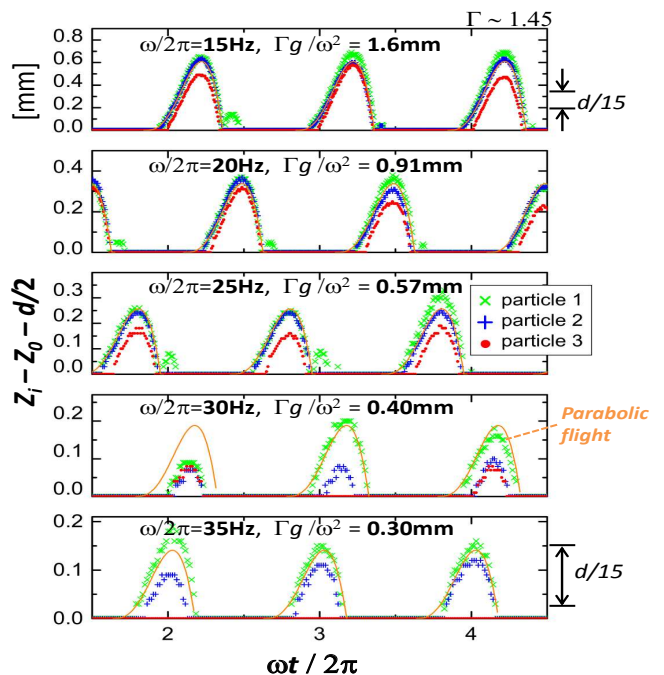 Γ ~ 1.45
ω/2π=15Hz, Γg/ω² = 1.6mm
0.8
0.6
0.4
0.2
0.0
[mm]
d/15
ω/2π=20Hz, Γg/ω² = 0.91mm
0.4
0.2
0.0
ω/2π=25Hz, Γg/ω² = 0.57mm
0.3
0.2
0.1
0.0
particle 1
particle 2
particle 3
Zi – Z0 – d/2
ω/2π=30Hz, Γg/ω² = 0.40mm
0.2
0.1
0.0
Parabolic
flight
ω/2π=35Hz, Γg/ω² = 0.30mm
0.2
0.1
0.0
d/15
2 3 4
ωt / 2π